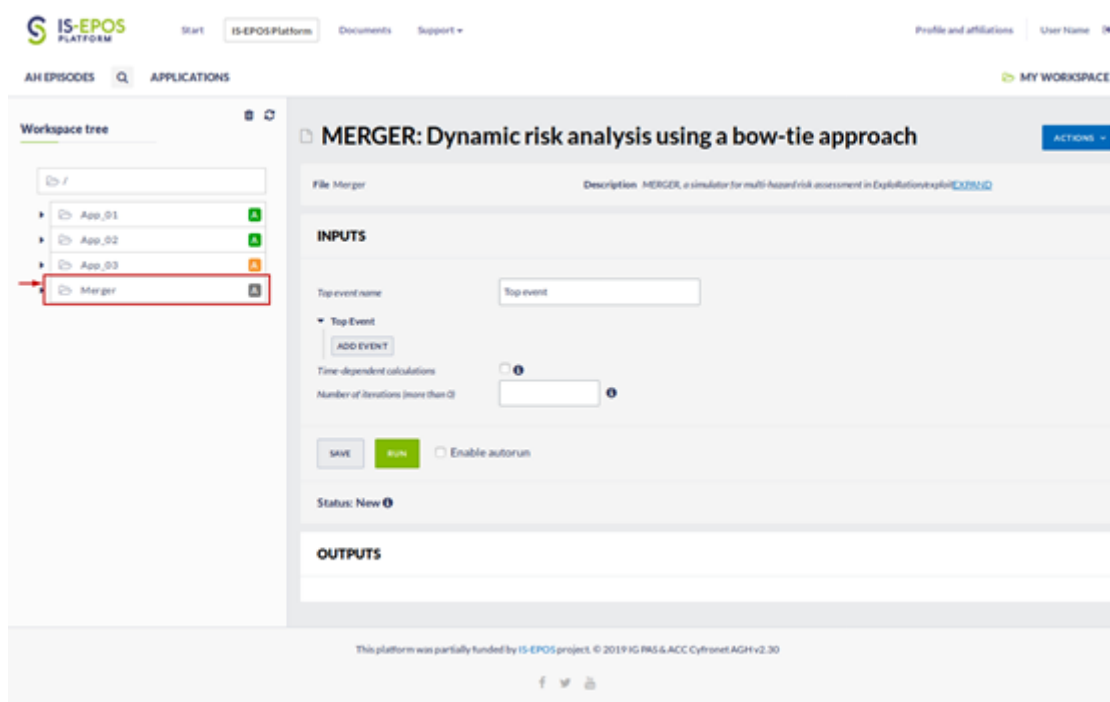 IS-EPOS
PLATFORM
Start IS-EPOS Platform Documents Support
Profile and affiliations User Name
AH EPISODES APPLICATIONS
MY WORKSPACE
Workspace tree
/
App_01 A
App_02 A
App_03 A
Merger A
MERGER: Dynamic risk analysis using a bow-tie approach
ACTIONS
File Merger Description MERGER, a simulator for multi-hazard risk assessment in ExploRation/exploit EXPAND
INPUTS
Top event name Top event
Top Event
ADD EVENT
Time-dependent calculations
Number of iterations (more than 0)
SAVE RUN Enable autorun
Status: New
OUTPUTS
This platform was partially funded by IS-EPOS project. © 2019 IG PAS & ACC Cyfronet AGH v2.30